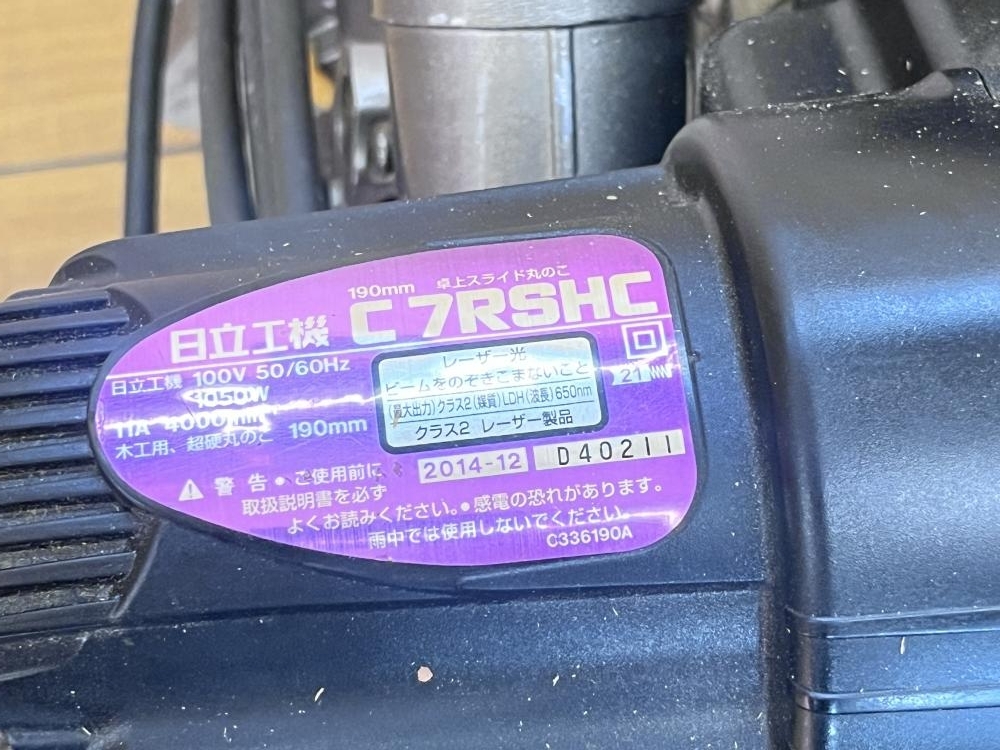 190mm 卓上スライド丸のこ
日立工機 C 7RSHC
日立工機 100V 50/60Hz
1050W
11A 4000min
木工用、超硬丸のこ 190mm
レーザー光
ビームをのぞきこまないこと
(最大出力)クラス2(媒質)LDH(波長)650nm
クラス2 レーザー製品
21
2014-12 D40211
警告 ● ご使用前に
取扱説明書を必ず
よくお読みください。● 感電の恐れがあります。
雨中では使用しないでください。
C336190A